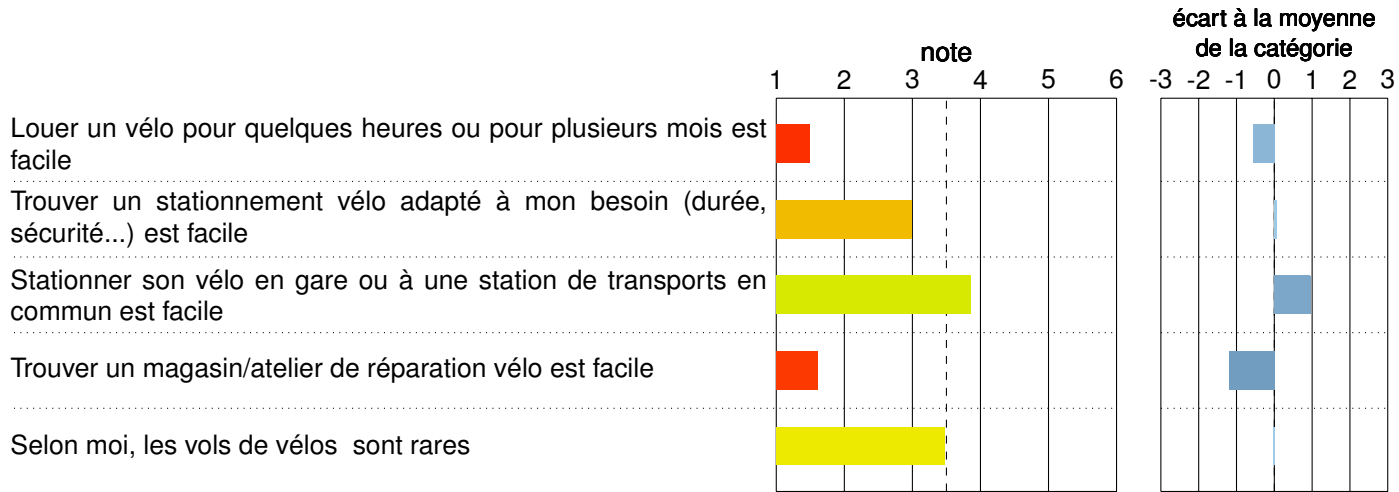 écart à la moyenne
de la catégorie
note
1 2 3 4 5 6
-3 -2 -1 0 1 2 3
Louer un vélo pour quelques heures ou pour plusieurs mois est
facile
Trouver un stationnement vélo adapté à mon besoin (durée,
sécurité...) est facile
Stationner son vélo en gare ou à une station de transports en
commun est facile
Trouver un magasin/atelier de réparation vélo est facile
Selon moi, les vols de vélos sont rares